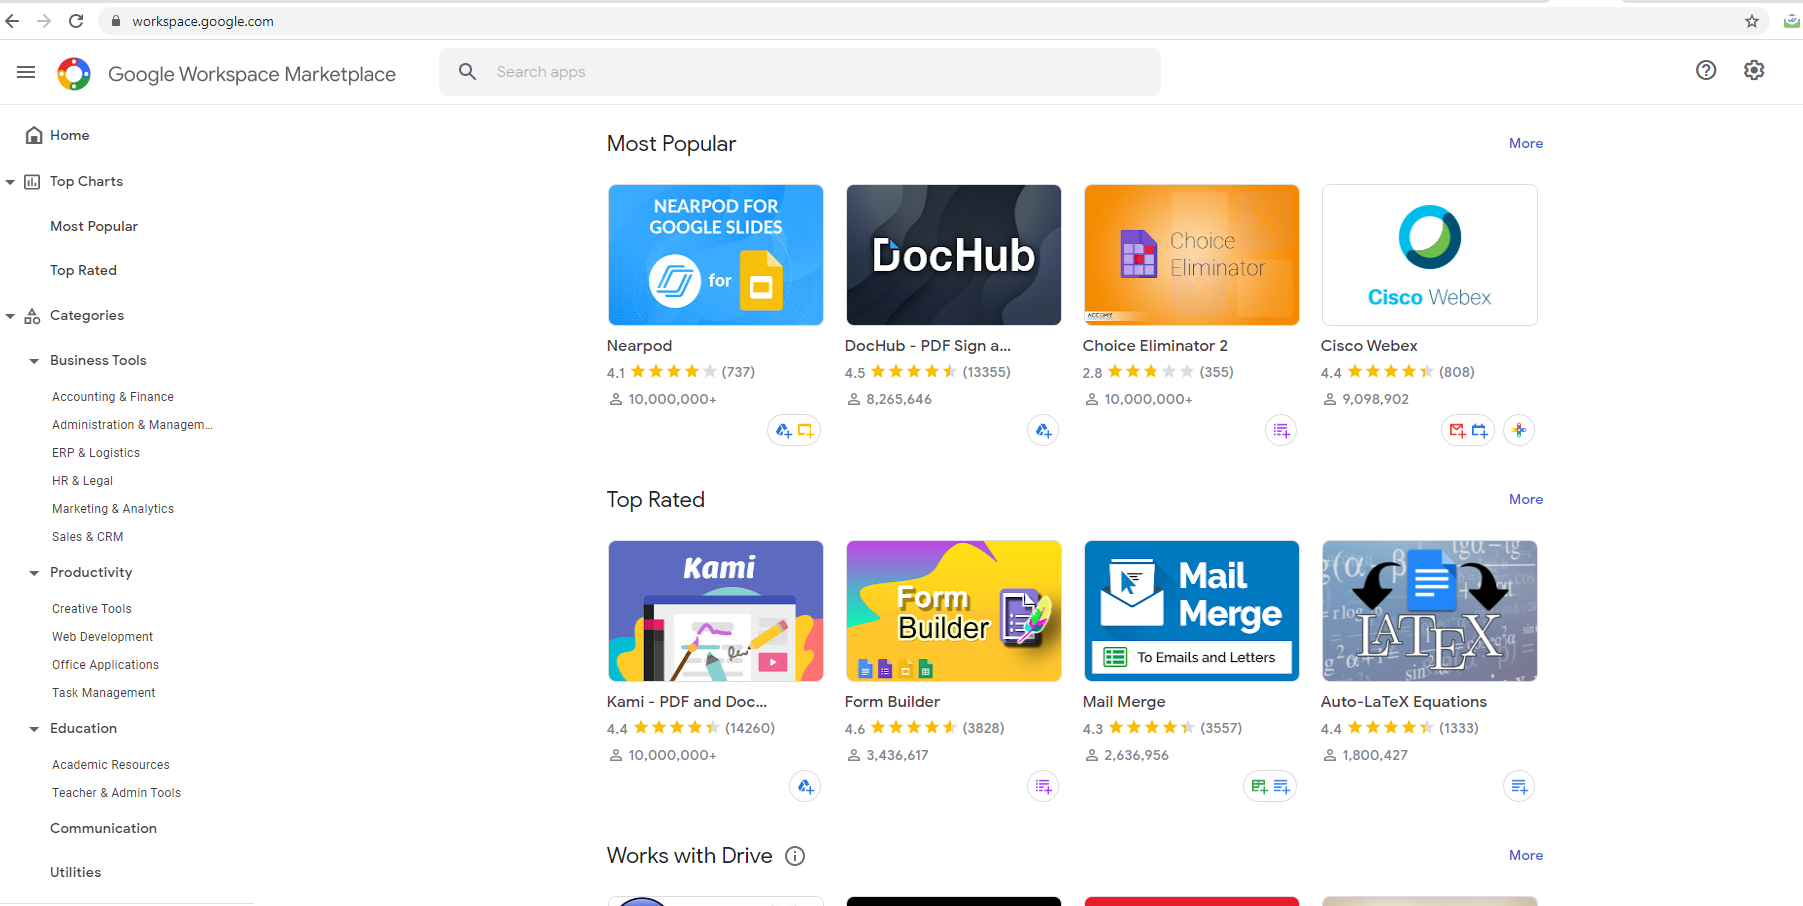 workspace.google.com
Google Workspace Marketplace
Search apps
Home
Top Charts
Most Popular
Top Rated
Categories
Business Tools
Accounting & Finance
Administration & Managem...
ERP & Logistics
HR & Legal
Marketing & Analytics
Sales & CRM
Productivity
Creative Tools
Web Development
Office Applications
Task Management
Education
Academic Resources
Teacher & Admin Tools
Communication
Utilities
Most Popular
More
NEARPOD FOR
GOOGLE SLIDES
for
Nearpod
4.1 (737)
10,000,000+
DocHub
DocHub - PDF Sign a...
4.5 (13355)
8,265,646
Choice
Eliminator
Choice Eliminator 2
2.8 (355)
10,000,000+
Cisco Webex
Cisco Webex
4.4 (808)
9,098,902
Top Rated
More
Kami
Kami - PDF and Doc...
4.4 (14260)
10,000,000+
Form
Builder
Form Builder
4.6 (3828)
3,436,617
Mail
Merge
To Emails and Letters
Mail Merge
4.3 (3557)
2,636,956
LATEX
Auto-LaTeX Equations
4.4 (1333)
1,800,427
Works with Drive
More